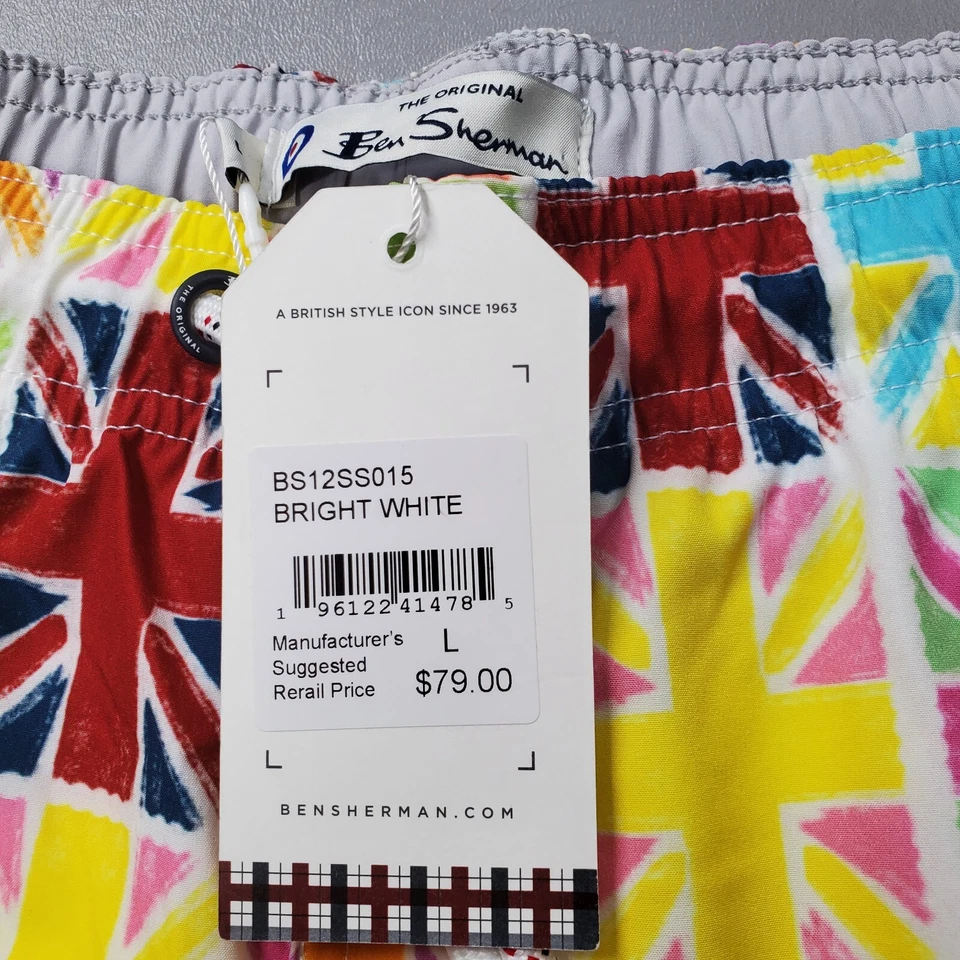 THE ORIGINAL
Ben Sherman
L
THE ORIGINAL
A BRITISH STYLE ICON SINCE 1963
BS12SS015
BRIGHT WHITE
1 96122 41478 5
Manufacturer's
Suggested
Rerail Price
L
$79.00
BENSHERMAN.COM